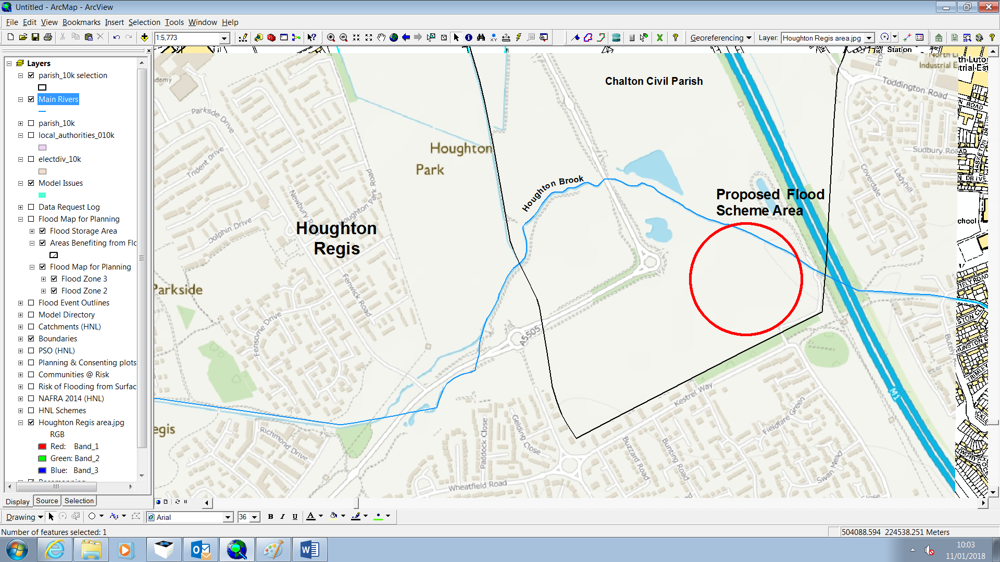 Untitled - ArcMap - ArcView
File Edit View Bookmarks Insert Selection Tools Window Help
1:5,773
Georeferencing
Layer:
Houghton Regis area.jpg
Layers
parish_10k selection
Main Rivers
parish_10k
local_authorities_010k
electdiv_10k
Model Issues
Data Request Log
Flood Map for Planning
Flood Storage Area
Areas Benefiting from Flc
Flood Map for Planning
Flood Zone 3
Flood Zone 2
Flood Event Outlines
Model Directory
Catchments (HNL)
Boundaries
PSO (HNL)
Planning & Consenting plots
Communities @ Risk
Risk of Flooding from Surfac
NAFRA 2014 (HNL)
HNL Schemes
Houghton Regis area.jpg
RGB
Red: Band_1
Green: Band_2
Blue: Band_3
Display Source Selection
Station
Industrial E
Toddington Road
Chalton Civil Parish
ademy
Parkside Drive
Trident Drive
Houghton
Park
Houghton Park Road
Newbury Road
Dolphin Drive
Houghton Brook
Proposed Flood
Scheme Area
Sudbury Roa
Coverdale
Ladyhill
Houghton
Regis
Parkside
Fenwick Road
Fensome Drive
A5505
M1
Kestrel Way
Fieldfare Green
egis
Richmond Drive
Paddock Close
Gelding Close
Buzzard Road
Bunting Road
Swan Mead
Wheatfield Road
chool
Drawing
Arial
36
B I U A
Number of features selected: 1
504088.594 224538.251 Meters
10:03
11/01/2018